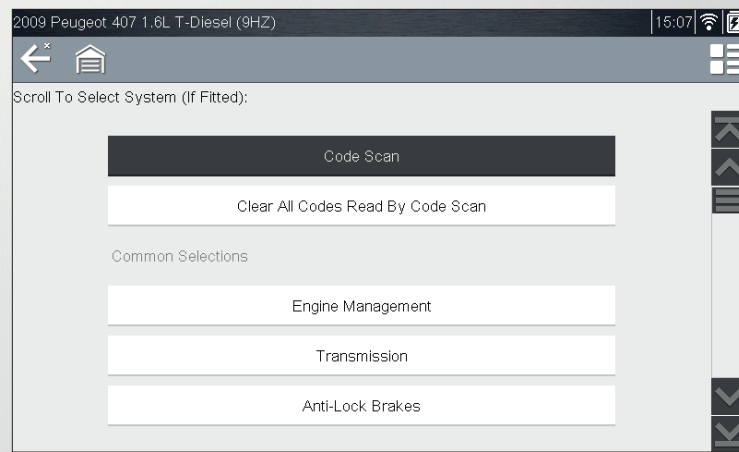 2009 Peugeot 407 1.6L T-Diesel (9HZ)
15:07
Scroll To Select System (If Fitted):
Code Scan
Clear All Codes Read By Code Scan
Common Selections
Engine Management
Transmission
Anti-Lock Brakes